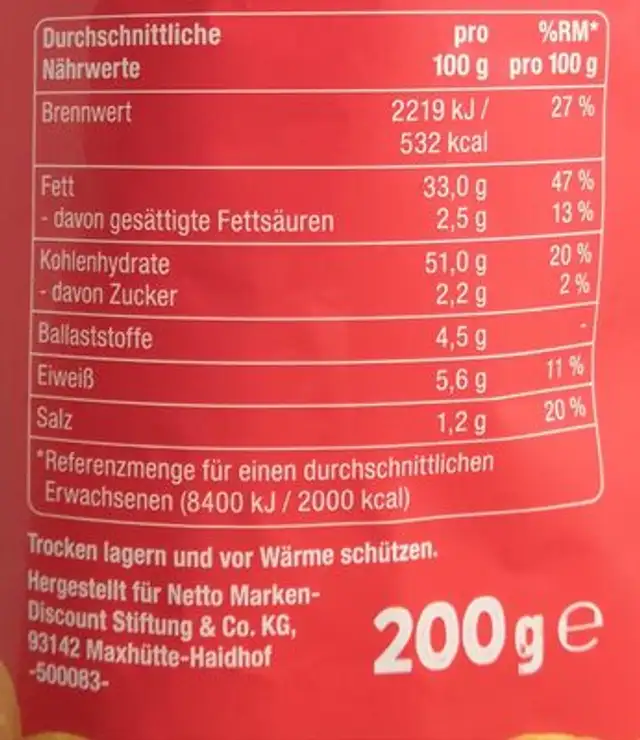 Durchschnittliche pro %RM*
Nährwerte 100 g pro 100 g
Brennwert 2219 kJ / 27 %
532 kcal
Fett 33,0 g 47 %
- davon gesättigte Fettsäuren 2,5 g 13 %
Kohlenhydrate 51,0 g 20 %
- davon Zucker 2,2 g 2 %
Ballaststoffe 4,5 g -
Eiweiß 5,6 g 11 %
Salz 1,2 g 20 %
*Referenzmenge für einen durchschnittlichen
Erwachsenen (8400 kJ / 2000 kcal)
Trocken lagern und vor Wärme schützen.
Hergestellt für Netto Marken-
Discount Stiftung & Co. KG,
93142 Maxhütte-Haidhof
-500083-
200 g e